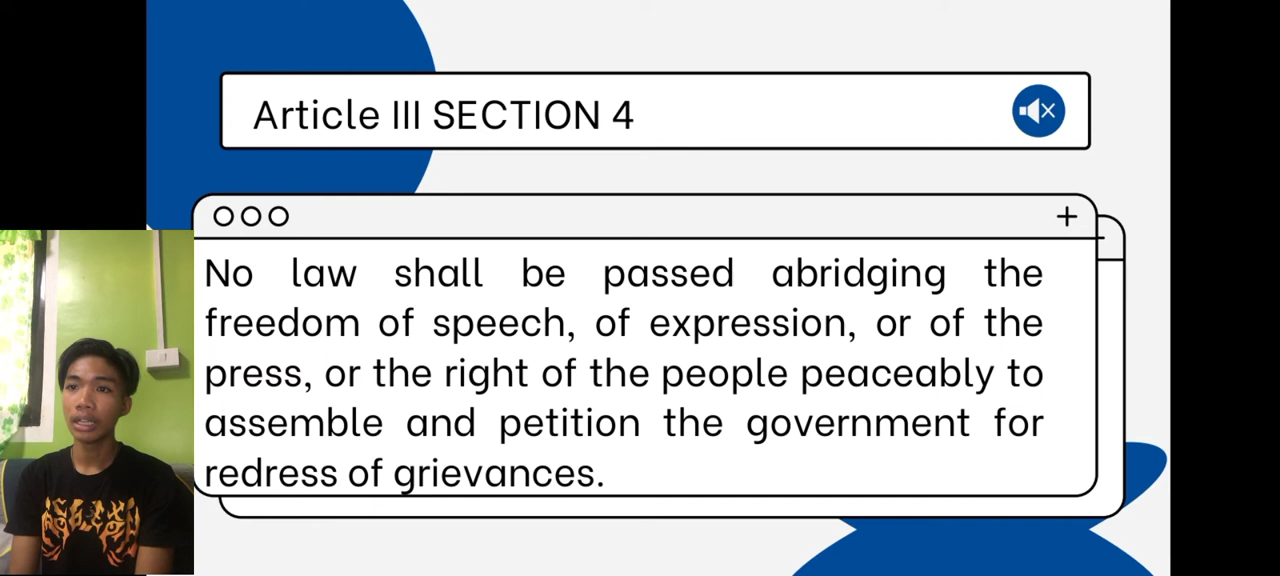 Article III SECTION 4
No law shall be passed abridging the
freedom of speech, of expression, or of the
press, or the right of the people peaceably to
assemble and petition the government for
redress of grievances.